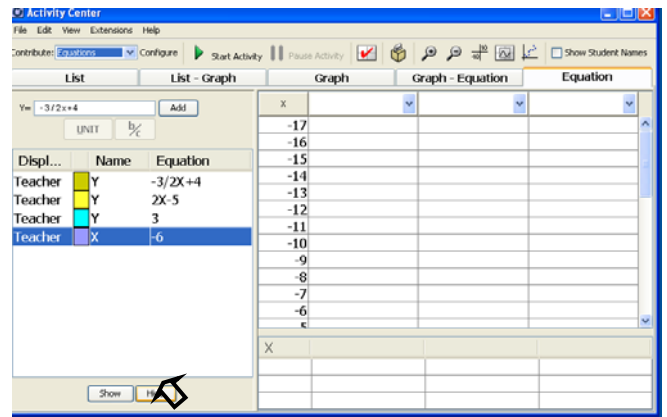 Activity Center
File Edit View Extensions Help
Contribute: Equations Configure Start Activity Pause Activity Show Student Names
List List - Graph Graph Graph - Equation Equation
Y= -3/2x+4 Add
UNIT b/c
Displ... Name Equation
Teacher Y -3/2X+4
Teacher Y 2X-5
Teacher Y 3
Teacher X -6
Show
X
-17
-16
-15
-14
-13
-12
-11
-10
-9
-8
-7
-6
X